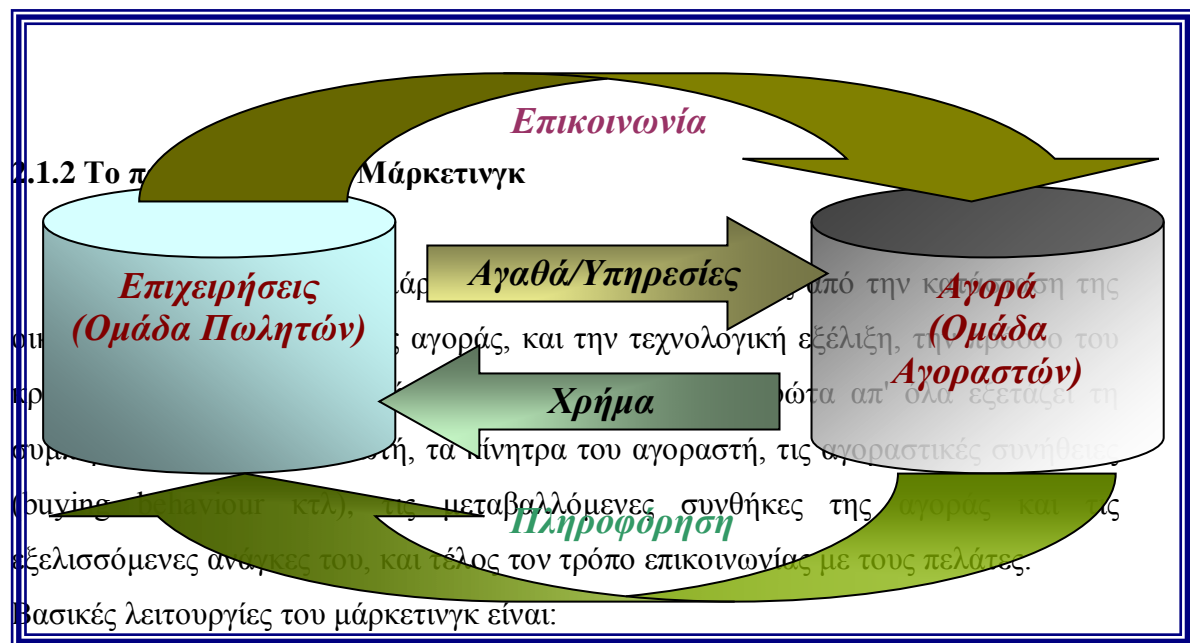 Επικοινωνία
2.1.2 Το Μάρκετινγκ
Επιχειρήσεις
(Ομάδα Πωλητών)
Αγαθά/Υπηρεσίες
Αγορά
(Ομάδα
Αγοραστών)
Χρήμα
Πληροφόρηση
από την κατάσταση της
αγοράς, και την τεχνολογική εξέλιξη, την πρόοδο του
απ' όλα εξετάζει τη
τα κίνητρα του αγοραστή, τις αγοραστικές συνήθειες
(buying behaviour κτλ), τις μεταβαλλόμενες συνθήκες της αγοράς και τις
εξελισσόμενες ανάγκες του, και τέλος τον τρόπο επικοινωνίας με τους πελάτες.
Βασικές λειτουργίες του μάρκετινγκ είναι: